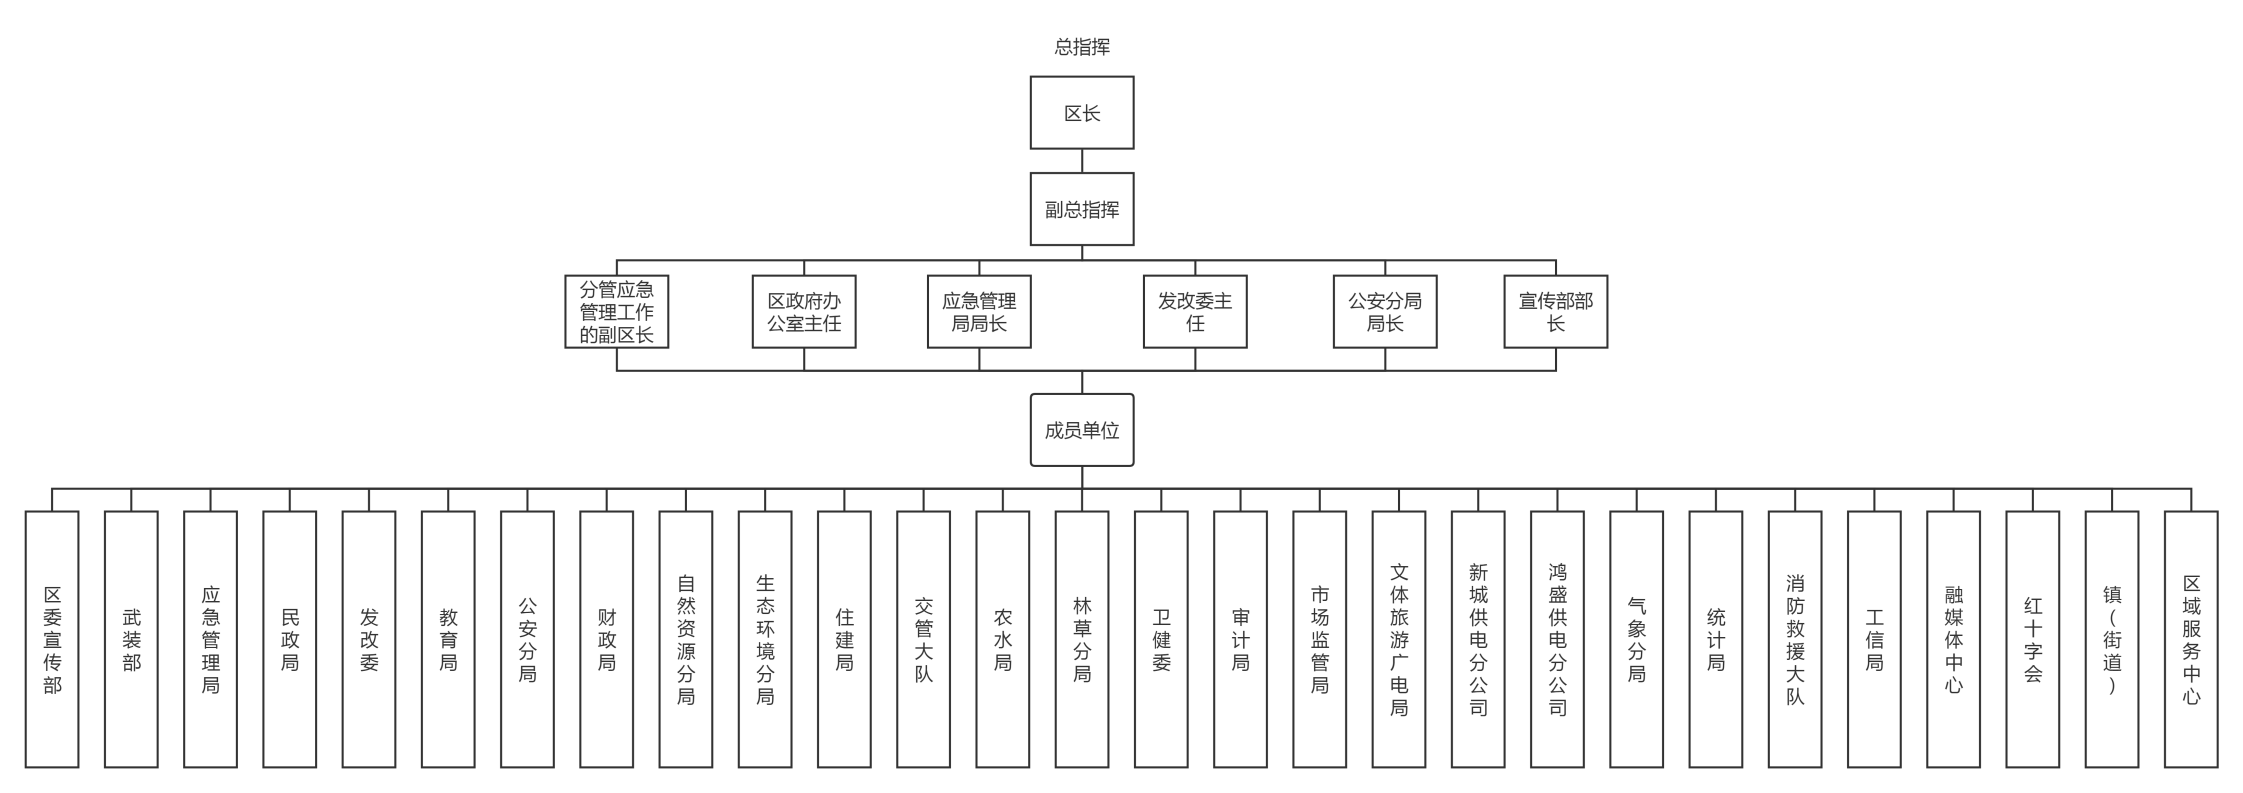 总指挥
区长
副总指挥
分管应急
管理工作
的副区长
区政府办
公室主任
应急管理
局局长
发改委主
任
公安分局
局长
宣传部部
长
成员单位
区委宣传部
武装部
应急管理局
民政局
发改委
教育局
公安分局
财政局
自然资源分局
生态环境分局
住建局
交管大队
农水局
林草分局
卫健委
审计局
市场监管局
文体旅游广电局
新城供电分公司
鸿盛供电分公司
气象分局
统计局
消防救援大队
工信局
融媒体中心
红十字会
镇(街道)
区域服务中心